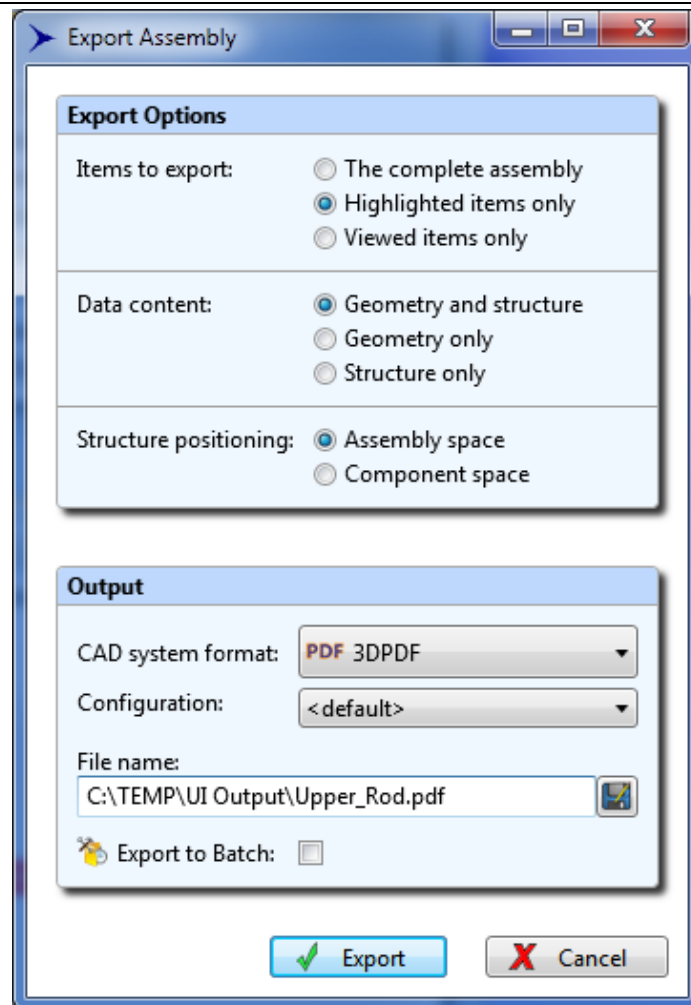 Export Assembly
Export Options
Items to export:
The complete assembly
Highlighted items only
Viewed items only
Data content:
Geometry and structure
Geometry only
Structure only
Structure positioning:
Assembly space
Component space
Output
CAD system format:
PDF 3DPDF
Configuration:
<default>
File name:
C:\TEMP\UI Output\Upper_Rod.pdf
Export to Batch:
Export
Cancel